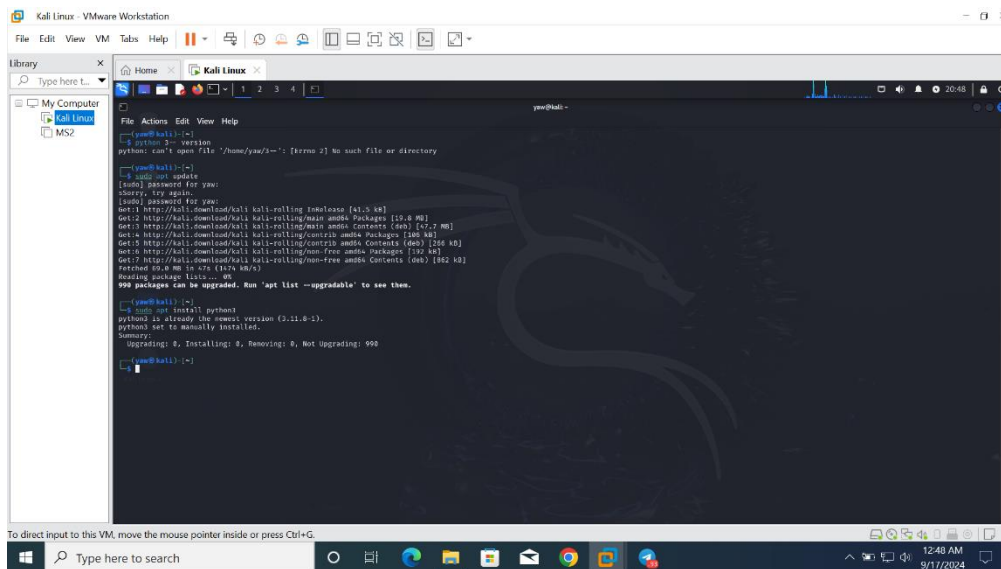 Kali Linux - VMware Workstation
File Edit View VM Tabs Help
Library
Type here t...
My Computer
Kali Linux
MS2
Home
Kali Linux
1 2 3 4
20:48
yaw@kali: ~
File Actions Edit View Help
(yaw㉿kali)-[~]
$ python 3-- version
python: can't open file '/home/yaw/3--': [Errno 2] No such file or directory
(yaw㉿kali)-[~]
$ sudo apt update
[sudo] password for yaw:
sSorry, try again.
[sudo] password for yaw:
Get:1 http://kali.download/kali kali-rolling InRelease [41.5 kB]
Get:2 http://kali.download/kali kali-rolling/main amd64 Packages [19.8 MB]
Get:3 http://kali.download/kali kali-rolling/main amd64 Contents (deb) [47.7 MB]
Get:4 http://kali.download/kali kali-rolling/contrib amd64 Packages [106 kB]
Get:5 http://kali.download/kali kali-rolling/contrib amd64 Contents (deb) [266 kB]
Get:6 http://kali.download/kali kali-rolling/non-free amd64 Packages [192 kB]
Get:7 http://kali.download/kali kali-rolling/non-free amd64 Contents (deb) [862 kB]
Fetched 69.0 MB in 47s (1474 kB/s)
Reading package lists... 0%
990 packages can be upgraded. Run 'apt list --upgradable' to see them.
(yaw㉿kali)-[~]
$ sudo apt install python3
python3 is already the newest version (3.11.8-1).
python3 set to manually installed.
Summary:
Upgrading: 0, Installing: 0, Removing: 0, Not Upgrading: 990
(yaw㉿kali)-[~]
$
To direct input to this VM, move the mouse pointer inside or press Ctrl+G.
Type here to search
12:48 AM
9/17/2024